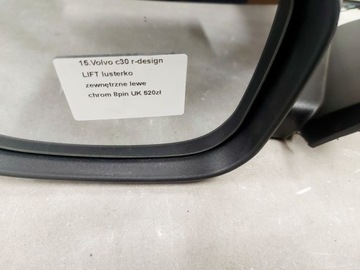 15.Volvo c30 r-design
LIFT lusterko
zewnętrzne lewe
chrom 8pin UK 520zł